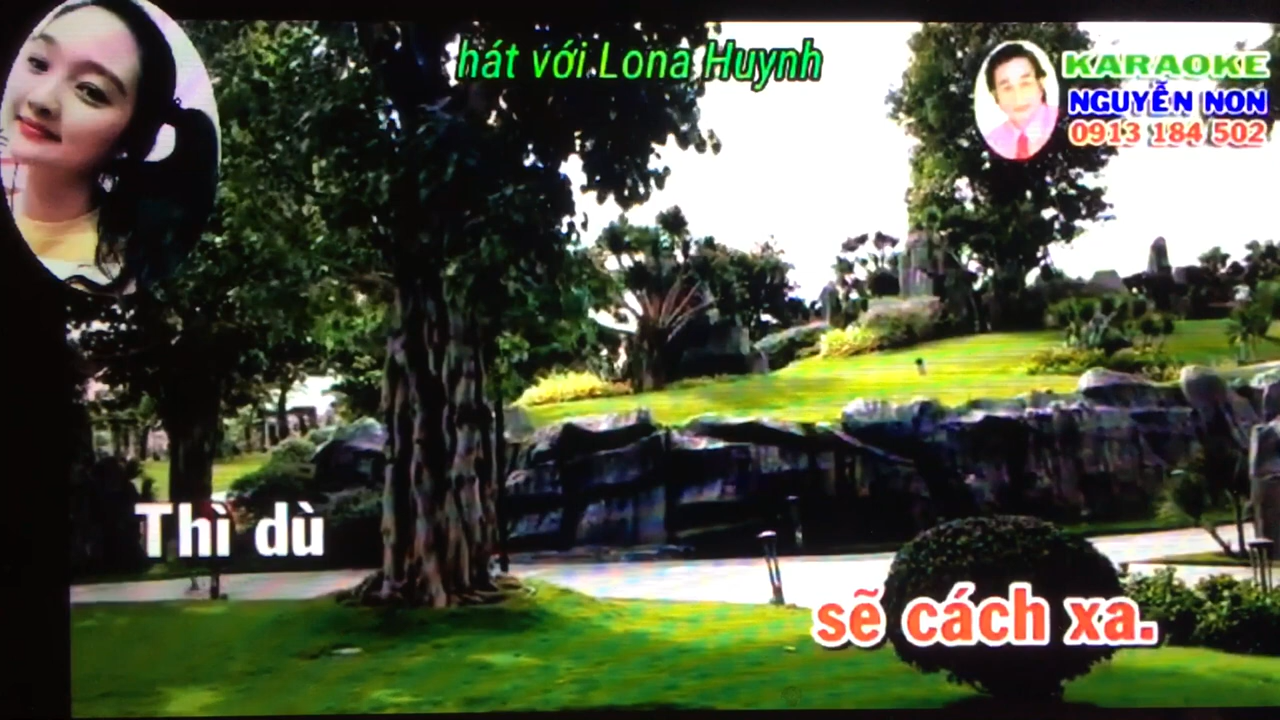 hát với Lona Huynh
KARAOKE
NGUYỄN NON
0913 184 502
Thì dù
sẽ cách xa.